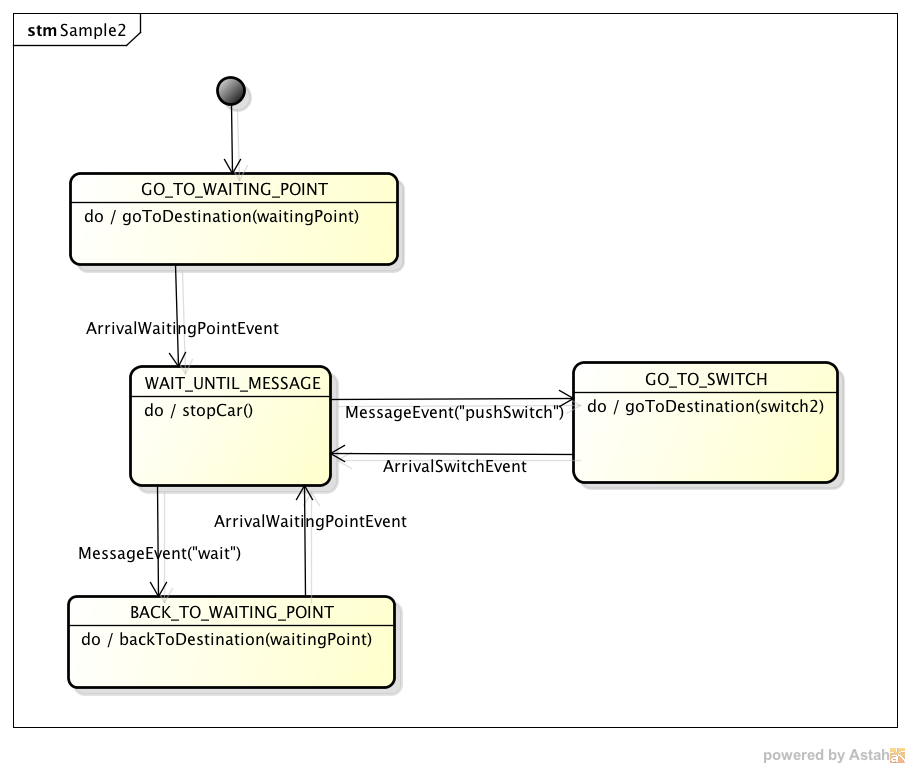 stm Sample2
GO_TO_WAITING_POINT
do / goToDestination(waitingPoint)
ArrivalWaitingPointEvent
WAIT_UNTIL_MESSAGE
do / stopCar()
GO_TO_SWITCH
do / goToDestination(switch2)
MessageEvent("pushSwitch")
ArrivalSwitchEvent
ArrivalWaitingPointEvent
MessageEvent("wait")
BACK_TO_WAITING_POINT
do / backToDestination(waitingPoint)
powered by Astah